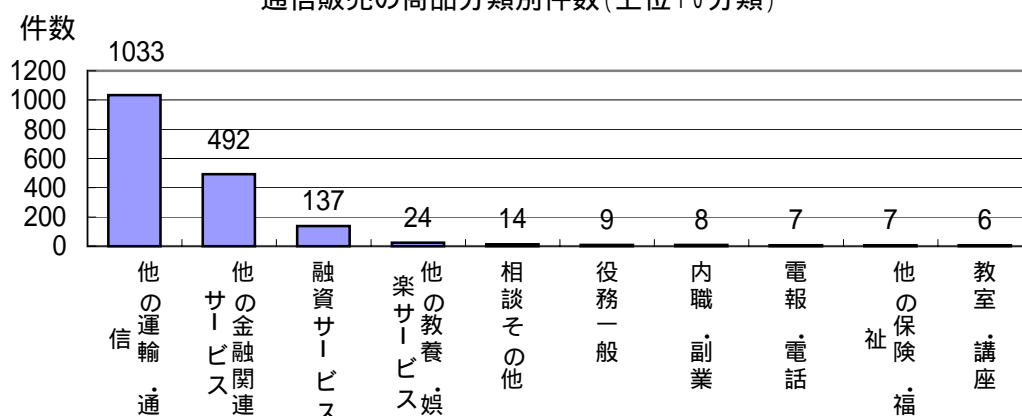 通信販売の商品分類別件数(上位10分類)
件数
1200
1000
800
600
400
200
0
1033
492
137
24
14
9
8
7
7
6
他の運輸・通
信
他の金融関連
サービス
融資サービス
他の教養・娯
楽サービス
相談その他
役務一般
内職・副業
電報・電話
他の保険・福
祉
教室・講座